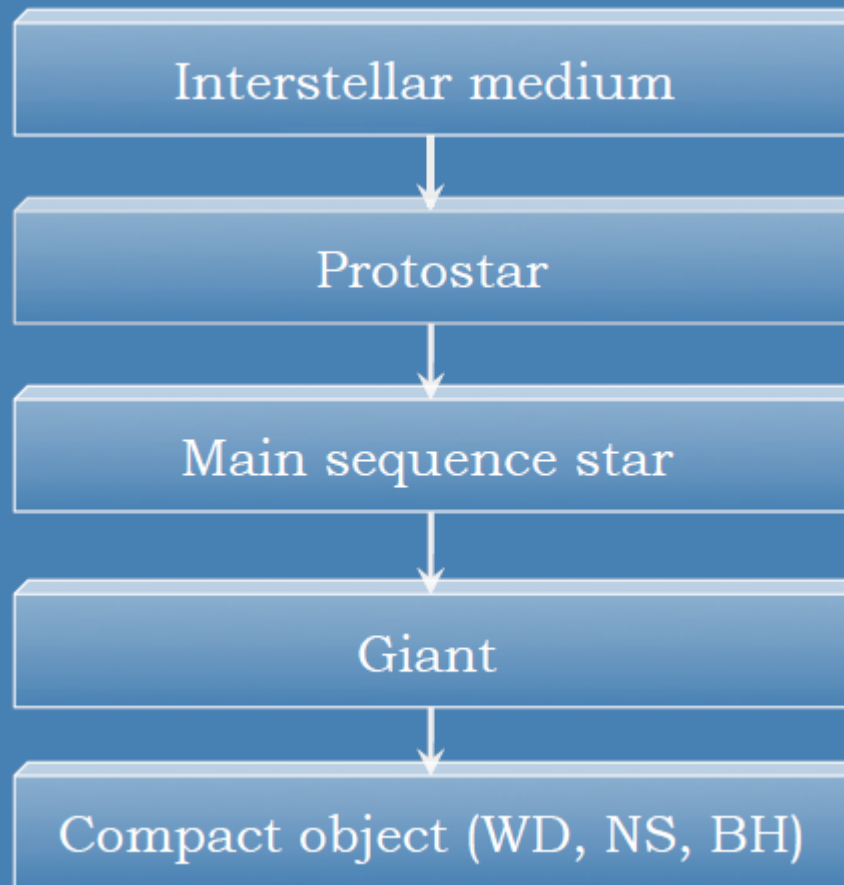 Interstellar medium
Protostar
Main sequence star
Giant
Compact object (WD, NS, BH)